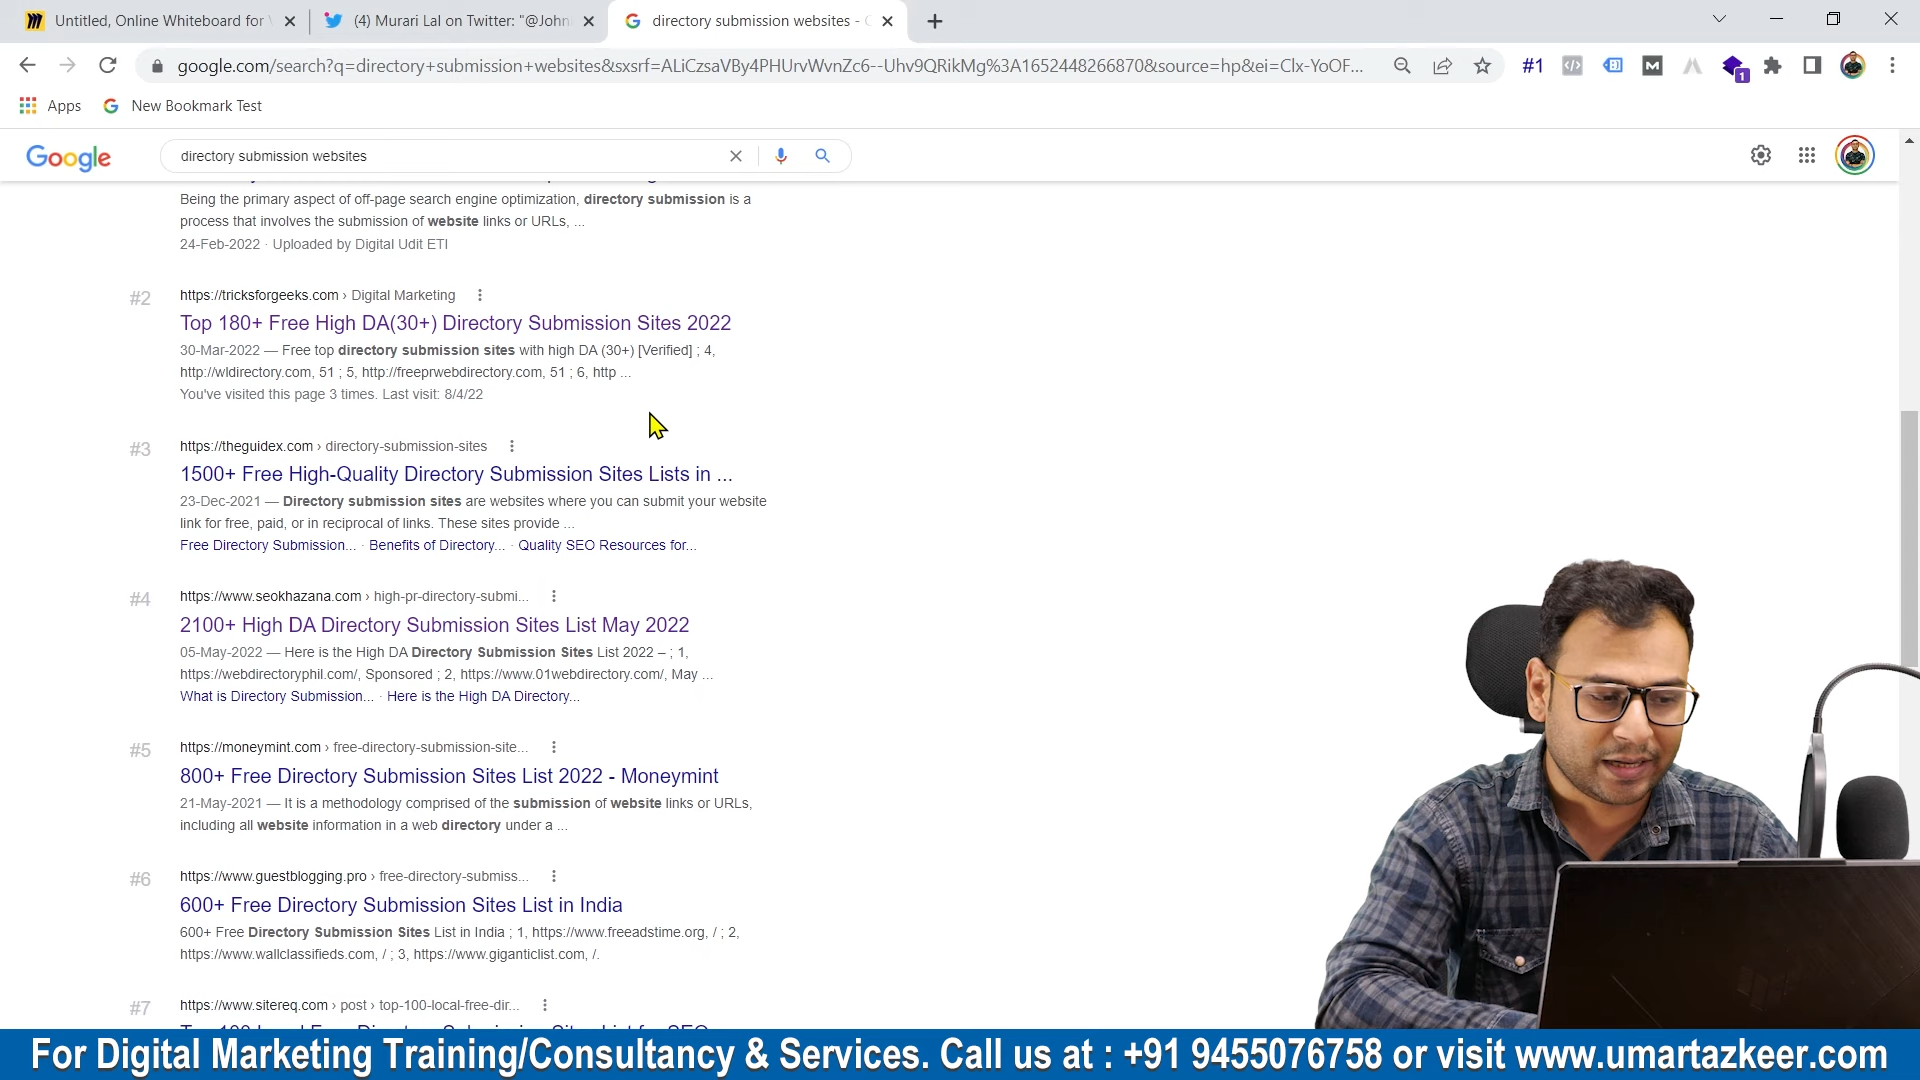 Untitled, Online Whiteboard for
(4) Murari Lal on Twitter: "@John
directory submission websites -
google.com/search?q=directory+submission+websites&sxsrf=ALiCzsaVBy4PHUrvWvnZc6--Uhv9QRikMg%3A1652448266870&source=hp&ei=Clx-YoOF...
#1
1
Apps
New Bookmark Test
Google
directory submission websites
Being the primary aspect of off-page search engine optimization, directory submission is a
process that involves the submission of website links or URLs, ...
24-Feb-2022 · Uploaded by Digital Udit ETI
#2
https://tricksforgeeks.com › Digital Marketing
Top 180+ Free High DA(30+) Directory Submission Sites 2022
30-Mar-2022 — Free top directory submission sites with high DA (30+) [Verified] ; 4,
http://wldirectory.com, 51 ; 5, http://freeprwebdirectory.com, 51 ; 6, http ...
You've visited this page 3 times. Last visit: 8/4/22
#3
https://theguidex.com › directory-submission-sites
1500+ Free High-Quality Directory Submission Sites Lists in ...
23-Dec-2021 — Directory submission sites are websites where you can submit your website
link for free, paid, or in reciprocal of links. These sites provide ...
Free Directory Submission... · Benefits of Directory... · Quality SEO Resources for...
#4
https://www.seokhazana.com › high-pr-directory-submi...
2100+ High DA Directory Submission Sites List May 2022
05-May-2022 — Here is the High DA Directory Submission Sites List 2022 – ; 1,
https://webdirectoryphil.com/, Sponsored ; 2, https://www.01webdirectory.com/, May ...
What is Directory Submission... · Here is the High DA Directory...
#5
https://moneymint.com › free-directory-submission-site...
800+ Free Directory Submission Sites List 2022 - Moneymint
21-May-2021 — It is a methodology comprised of the submission of website links or URLs,
including all website information in a web directory under a ...
#6
https://www.guestblogging.pro › free-directory-submiss...
600+ Free Directory Submission Sites List in India
600+ Free Directory Submission Sites List in India ; 1, https://www.freeadstime.org, / ; 2,
https://www.wallclassifieds.com, / ; 3, https://www.giganticlist.com, /.
#7
https://www.sitereq.com › post › top-100-local-free-dir...
For Digital Marketing Training/Consultancy & Services. Call us at : +91 9455076758 or visit www.umartazkeer.com